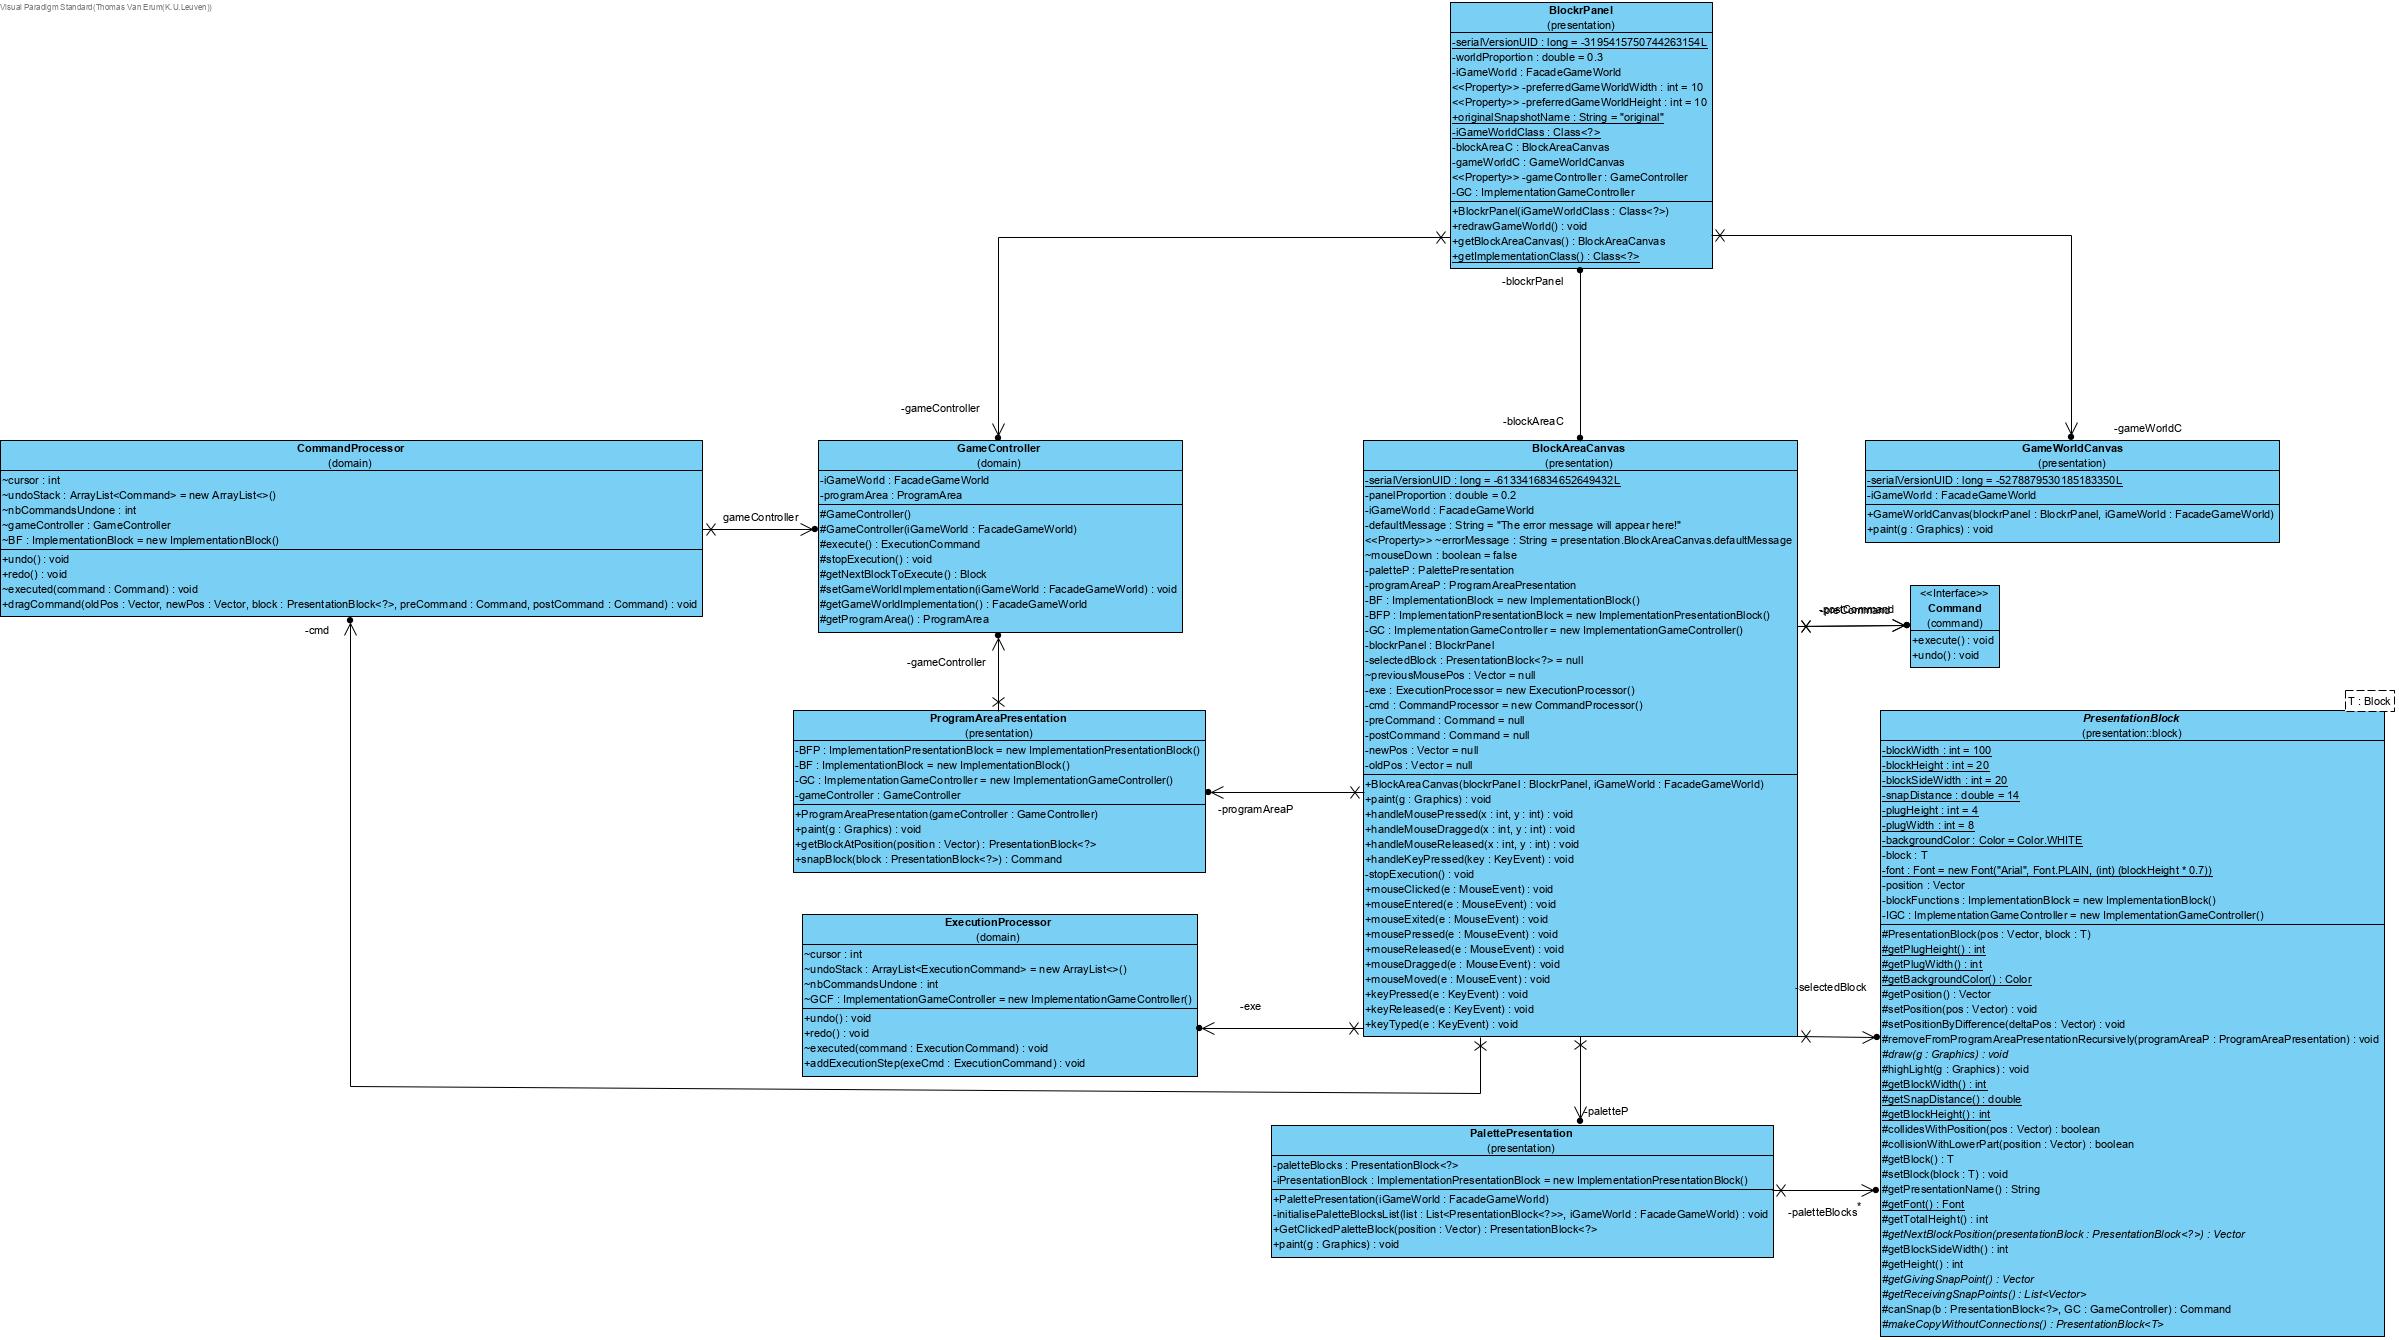 Visual Paradigm Standard(Thomas Van Erum(K.U.Leuven))
BlockrPanel
(presentation)
-serialVersionUID : long = -3195415750744263154L
-worldProportion : double = 0.3
-iGameWorld : FacadeGameWorld
<<Property>> -preferredGameWorldWidth : int = 10
<<Property>> -preferredGameWorldHeight : int = 10
+originalSnapshotName : String = "original"
-iGameWorldClass : Class<?>
-blockAreaC : BlockAreaCanvas
-gameWorldC : GameWorldCanvas
<<Property>> -gameController : GameController
-GC : ImplementationGameController
+BlockrPanel(iGameWorldClass : Class<?>)
+redrawGameWorld() : void
+getBlockAreaCanvas() : BlockAreaCanvas
+getImplementationClass() : Class<?>
-blockrPanel
-gameController
-blockAreaC
-gameWorldC
CommandProcessor
(domain)
~cursor : int
~undoStack : ArrayList<Command> = new ArrayList<>()
~nbCommandsUndone : int
~gameController : GameController
~BF : ImplementationBlock = new ImplementationBlock()
+undo() : void
+redo() : void
~executed(command : Command) : void
+dragCommand(oldPos : Vector, newPos : Vector, block : PresentationBlock<?>, preCommand : Command, postCommand : Command) : void
-cmd
gameController
GameController
(domain)
-iGameWorld : FacadeGameWorld
-programArea : ProgramArea
#GameController()
#GameController(iGameWorld : FacadeGameWorld)
#execute() : ExecutionCommand
#stopExecution() : void
#getNextBlockToExecute() : Block
#setGameWorldImplementation(iGameWorld : FacadeGameWorld) : void
#getGameWorldImplementation() : FacadeGameWorld
#getProgramArea() : ProgramArea
-gameController
BlockAreaCanvas
(presentation)
-serialVersionUID : long = -6133416834652649432L
-panelProportion : double = 0.2
-iGameWorld : FacadeGameWorld
-defaultMessage : String = "The error message will appear here!"
<<Property>> ~errorMessage : String = presentation.BlockAreaCanvas.defaultMessage
~mouseDown : boolean = false
-paletteP : PalettePresentation
-programAreaP : ProgramAreaPresentation
-BF : ImplementationBlock = new ImplementationBlock()
-BFP : ImplementationPresentationBlock = new ImplementationPresentationBlock()
-GC : ImplementationGameController = new ImplementationGameController()
-blockrPanel : BlockrPanel
-selectedBlock : PresentationBlock<?> = null
~previousMousePos : Vector = null
-exe : ExecutionProcessor = new ExecutionProcessor()
-cmd : CommandProcessor = new CommandProcessor()
-preCommand : Command = null
-postCommand : Command = null
-newPos : Vector = null
-oldPos : Vector = null
+BlockAreaCanvas(blockrPanel : BlockrPanel, iGameWorld : FacadeGameWorld)
+paint(g : Graphics) : void
+handleMousePressed(x : int, y : int) : void
+handleMouseDragged(x : int, y : int) : void
+handleMouseReleased(x : int, y : int) : void
+handleKeyPressed(key : KeyEvent) : void
-stopExecution() : void
+mouseClicked(e : MouseEvent) : void
+mouseEntered(e : MouseEvent) : void
+mouseExited(e : MouseEvent) : void
+mousePressed(e : MouseEvent) : void
+mouseReleased(e : MouseEvent) : void
+mouseDragged(e : MouseEvent) : void
+mouseMoved(e : MouseEvent) : void
+keyPressed(e : KeyEvent) : void
+keyReleased(e : KeyEvent) : void
+keyTyped(e : KeyEvent) : void
GameWorldCanvas
(presentation)
-serialVersionUID : long = -5278879530185183350L
-iGameWorld : FacadeGameWorld
+GameWorldCanvas(blockrPanel : BlockrPanel, iGameWorld : FacadeGameWorld)
+paint(g : Graphics) : void
<<Interface>>
Command
(command)
+execute() : void
+undo() : void
ProgramAreaPresentation
(presentation)
-BFP : ImplementationPresentationBlock = new ImplementationPresentationBlock()
-BF : ImplementationBlock = new ImplementationBlock()
-GC : ImplementationGameController = new ImplementationGameController()
-gameController : GameController
+ProgramAreaPresentation(gameController : GameController)
+paint(g : Graphics) : void
+getBlockAtPosition(position : Vector) : PresentationBlock<?>
+snapBlock(block : PresentationBlock<?>) : Command
-programAreaP
ExecutionProcessor
(domain)
~cursor : int
~undoStack : ArrayList<ExecutionCommand> = new ArrayList<>()
~nbCommandsUndone : int
~GCF : ImplementationGameController = new ImplementationGameController()
+undo() : void
+redo() : void
~executed(command : ExecutionCommand) : void
+addExecutionStep(exeCmd : ExecutionCommand) : void
-exe
-selectedBlock
-paletteP
PalettePresentation
(presentation)
-paletteBlocks : PresentationBlock<?>
-iPresentationBlock : ImplementationPresentationBlock = new ImplementationPresentationBlock()
+PalettePresentation(iGameWorld : FacadeGameWorld)
-initialisePaletteBlocksList(list : List<PresentationBlock<?>>, iGameWorld : FacadeGameWorld) : void
+GetClickedPaletteBlock(position : Vector) : PresentationBlock<?>
+paint(g : Graphics) : void
-paletteBlocks
*
T : Block
PresentationBlock
(presentation::block)
-blockWidth : int = 100
-blockHeight : int = 20
-blockSideWidth : int = 20
-snapDistance : double = 14
-plugHeight : int = 4
-plugWidth : int = 8
-backgroundColor : Color = Color.WHITE
-block : T
-font : Font = new Font("Arial", Font.PLAIN, (int) (blockHeight * 0.7))
-position : Vector
-blockFunctions : ImplementationBlock = new ImplementationBlock()
-IGC : ImplementationGameController = new ImplementationGameController()
#PresentationBlock(pos : Vector, block : T)
#getPlugHeight() : int
#getPlugWidth() : int
#getBackgroundColor() : Color
#getPosition() : Vector
#setPosition(pos : Vector) : void
#setPositionByDifference(deltaPos : Vector) : void
#removeFromProgramAreaPresentationRecursively(programAreaP : ProgramAreaPresentation) : void
#draw(g : Graphics) : void
#highLight(g : Graphics) : void
#getBlockWidth() : int
#getSnapDistance() : double
#getBlockHeight() : int
#collidesWithPosition(pos : Vector) : boolean
#collisionWithLowerPart(position : Vector) : boolean
#getBlock() : T
#setBlock(block : T) : void
#getPresentationName() : String
#getFont() : Font
#getTotalHeight() : int
#getNextBlockPosition(presentationBlock : PresentationBlock<?>) : Vector
#getBlockSideWidth() : int
#getHeight() : int
#getGivingSnapPoint() : Vector
#getReceivingSnapPoints() : List<Vector>
#canSnap(b : PresentationBlock<?>, GC : GameController) : Command
#makeCopyWithoutConnections() : PresentationBlock<T>